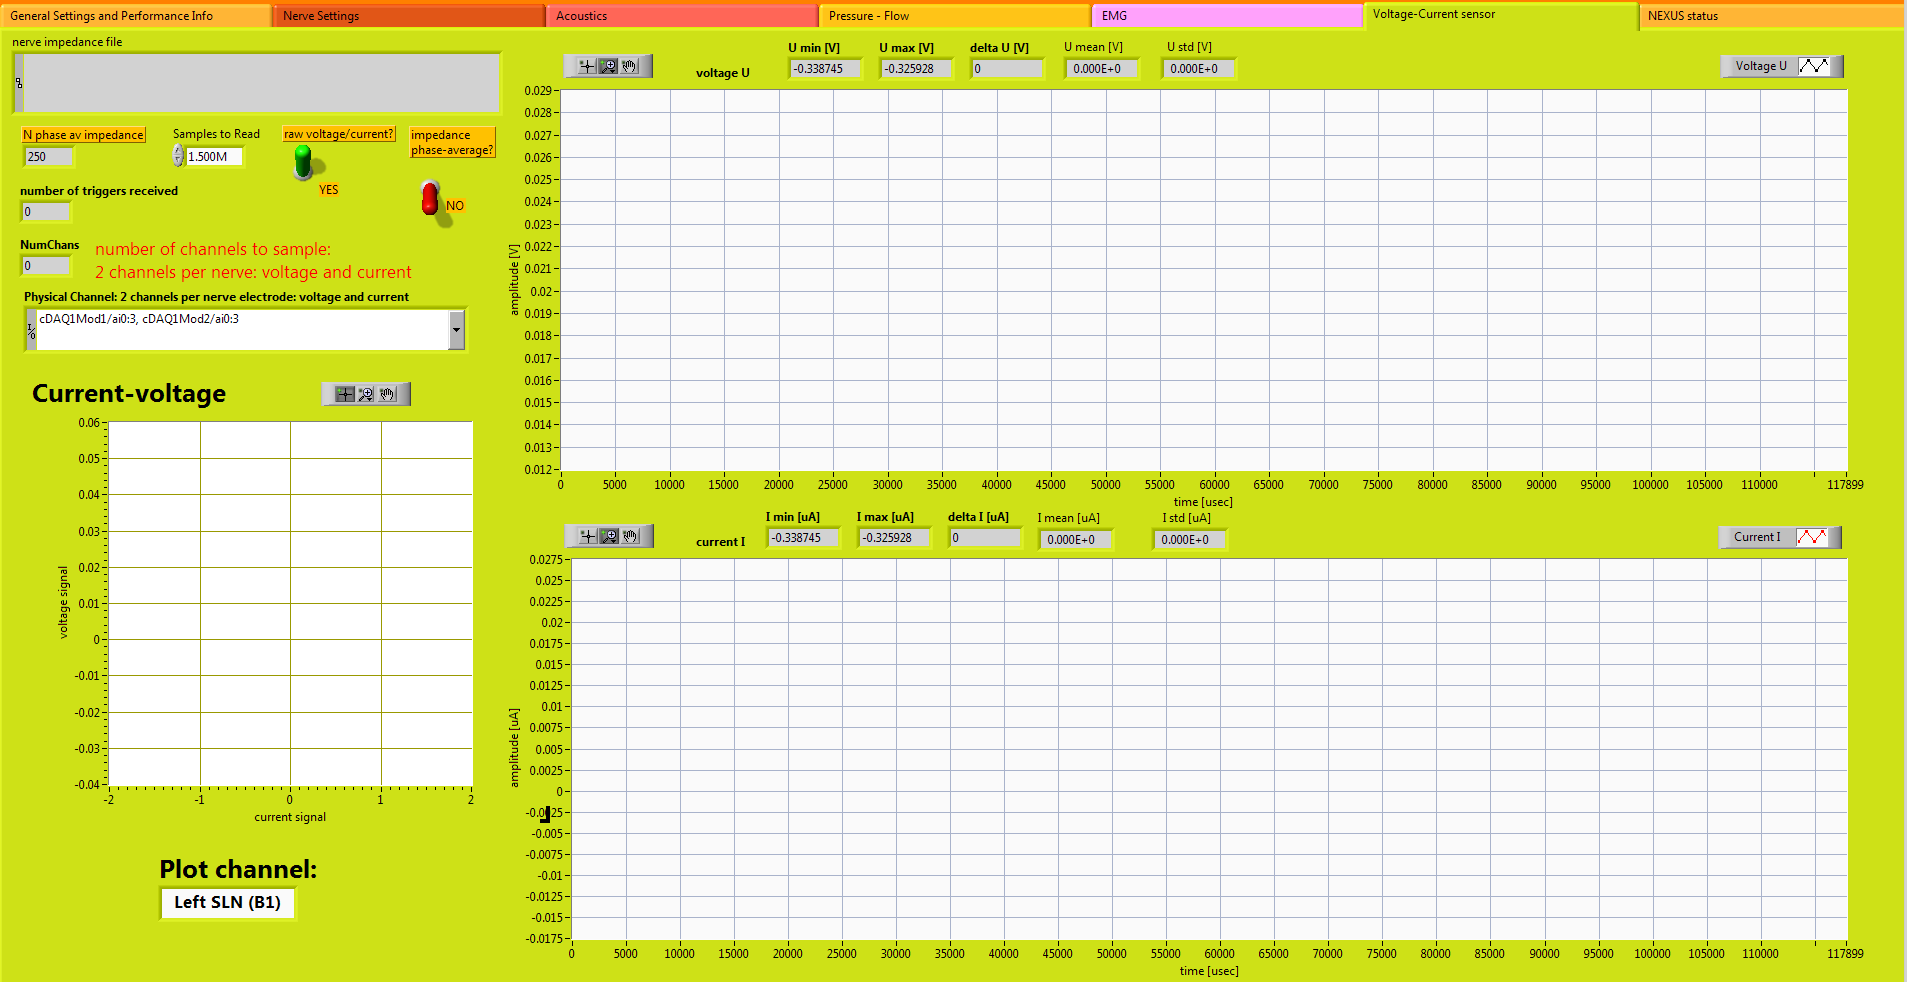 General Settings and Performance Info
Nerve Settings
Acoustics
Pressure - Flow
EMG
Voltage-Current sensor
NEXUS status
nerve impedance file
N phase av impedance
250
Samples to Read
1.500M
raw voltage/current?
YES
impedance
phase-average?
NO
number of triggers received
0
NumChans
0
number of channels to sample:
2 channels per nerve: voltage and current
Physical Channel: 2 channels per nerve electrode: voltage and current
I/O
cDAQ1Mod1/ai0:3, cDAQ1Mod2/ai0:3
Current-voltage
0.06
0.05
0.04
0.03
0.02
0.01
0
-0.01
-0.02
-0.03
-0.04
voltage signal
-2 -1 0 1 2
current signal
Plot channel:
Left SLN (B1)
voltage U
U min [V]
-0.338745
U max [V]
-0.325928
delta U [V]
0
U mean [V]
0.000E+0
U std [V]
0.000E+0
Voltage U
0.029
0.028
0.027
0.026
0.025
0.024
0.023
0.022
0.021
0.02
0.019
0.018
0.017
0.016
0.015
0.014
0.013
0.012
amplitude [V]
0 5000 10000 15000 20000 25000 30000 35000 40000 45000 50000 55000 60000 65000 70000 75000 80000 85000 90000 95000 100000 105000 110000 117899
time [usec]
current I
I min [uA]
-0.338745
I max [uA]
-0.325928
delta I [uA]
0
I mean [uA]
0.000E+0
I std [uA]
0.000E+0
Current I
0.0275
0.025
0.0225
0.02
0.0175
0.015
0.0125
0.01
0.0075
0.005
0.0025
0
-0.0025
-0.005
-0.0075
-0.01
-0.0125
-0.015
-0.0175
amplitude [uA]
0 5000 10000 15000 20000 25000 30000 35000 40000 45000 50000 55000 60000 65000 70000 75000 80000 85000 90000 95000 100000 105000 110000 117899
time [usec]